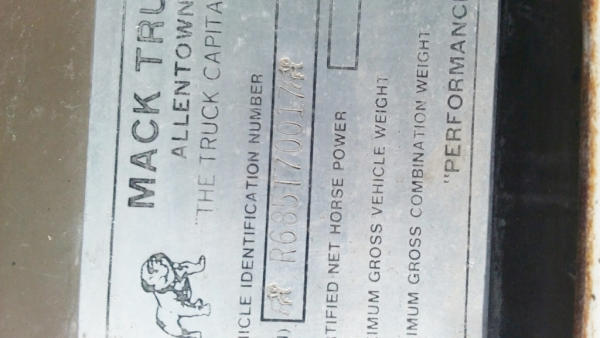 MACK TRU
ALLENTOWN
"THE TRUCK CAPITA
HICLE IDENTIFICATION NUMBER
TIFIED NET HORSE POWER
IMUM GROSS VEHICLE WEIGHT
IMUM GROSS COMBINATION WEIGHT
"PERFORMANC